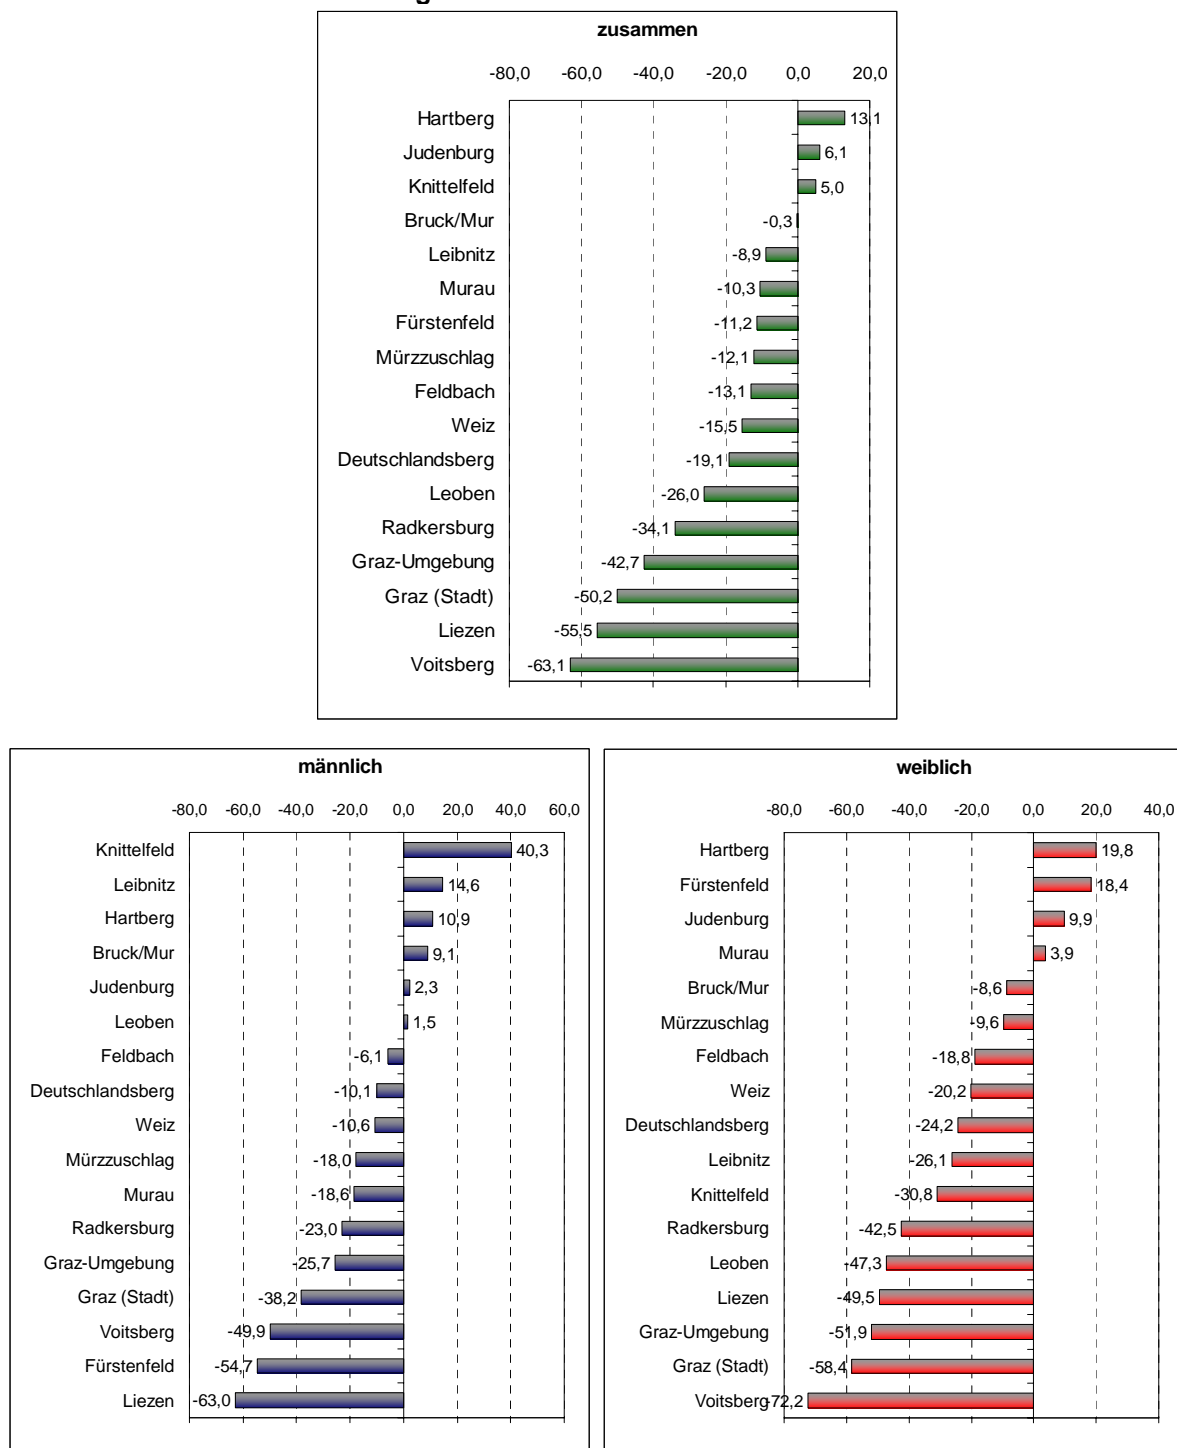 zusammen
-80,0 -60,0 -40,0 -20,0 0,0 20,0
Hartberg 13,1
Judenburg 6,1
Knittelfeld 5,0
Bruck/Mur -0,3
Leibnitz -8,9
Murau -10,3
Fürstenfeld -11,2
Mürzzuschlag -12,1
Feldbach -13,1
Weiz -15,5
Deutschlandsberg -19,1
Leoben -26,0
Radkersburg -34,1
Graz-Umgebung -42,7
Graz (Stadt) -50,2
Liezen -55,5
Voitsberg -63,1
männlich
-80,0 -60,0 -40,0 -20,0 0,0 20,0 40,0 60,0
Knittelfeld 40,3
Leibnitz 14,6
Hartberg 10,9
Bruck/Mur 9,1
Judenburg 2,3
Leoben 1,5
Feldbach -6,1
Deutschlandsberg -10,1
Weiz -10,6
Mürzzuschlag -18,0
Murau -18,6
Radkersburg -23,0
Graz-Umgebung -25,7
Graz (Stadt) -38,2
Voitsberg -49,9
Fürstenfeld -54,7
Liezen -63,0
weiblich
-80,0 -60,0 -40,0 -20,0 0,0 20,0 40,0
Hartberg 19,8
Fürstenfeld 18,4
Judenburg 9,9
Murau 3,9
Bruck/Mur -8,6
Mürzzuschlag -9,6
Feldbach -18,8
Weiz -20,2
Deutschlandsberg -24,2
Leibnitz -26,1
Knittelfeld -30,8
Radkersburg -42,5
Leoben -47,3
Liezen -49,5
Graz-Umgebung -51,9
Graz (Stadt) -58,4
Voitsberg -72,2